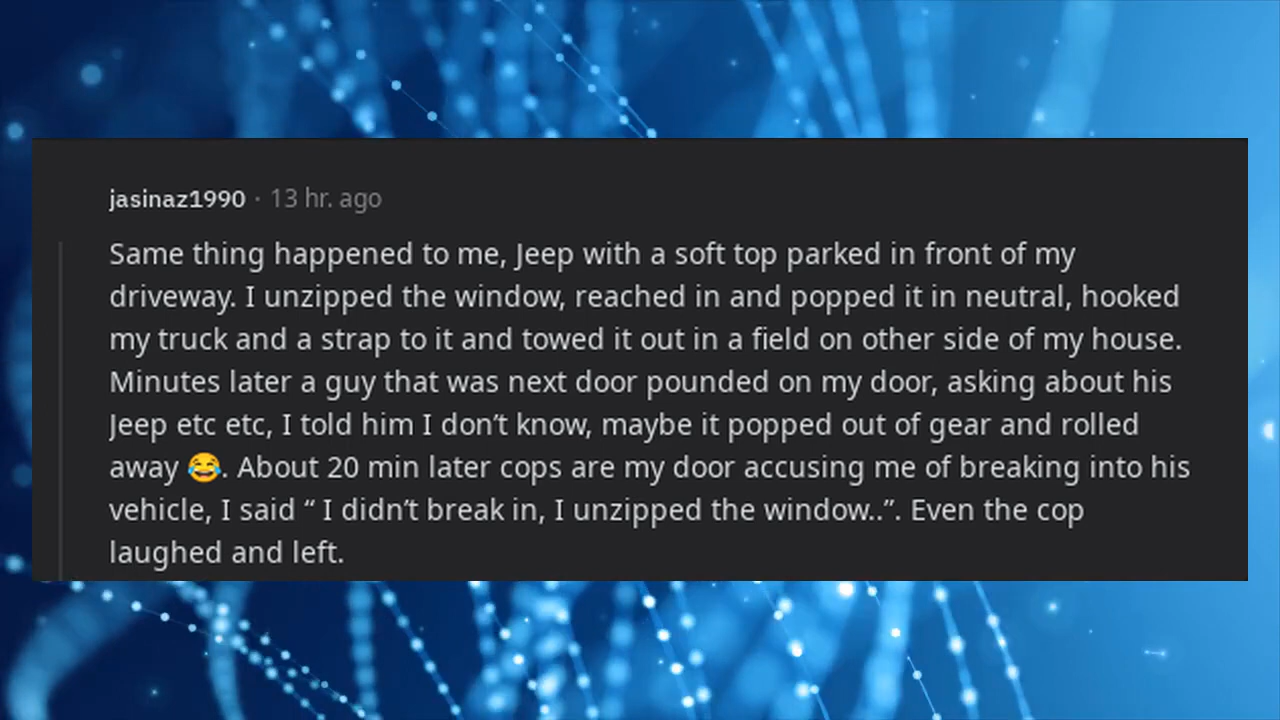 jasinaz1990 · 13 hr. ago
Same thing happened to me, Jeep with a soft top parked in front of my
driveway. I unzipped the window, reached in and popped it in neutral, hooked
my truck and a strap to it and towed it out in a field on other side of my house.
Minutes later a guy that was next door pounded on my door, asking about his
Jeep etc etc, I told him I don’t know, maybe it popped out of gear and rolled
away 😂. About 20 min later cops are my door accusing me of breaking into his
vehicle, I said “ I didn’t break in, I unzipped the window..”. Even the cop
laughed and left.